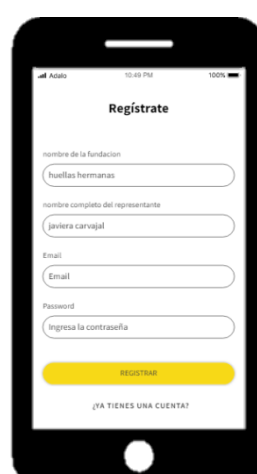 Adalo 10:49 PM 100%
Regístrate
nombre de la fundacion
huellas hermanas
nombre completo del representante
javiera carvajal
Email
Email
Password
Ingresa la contraseña
REGISTRAR
¿YA TIENES UNA CUENTA?